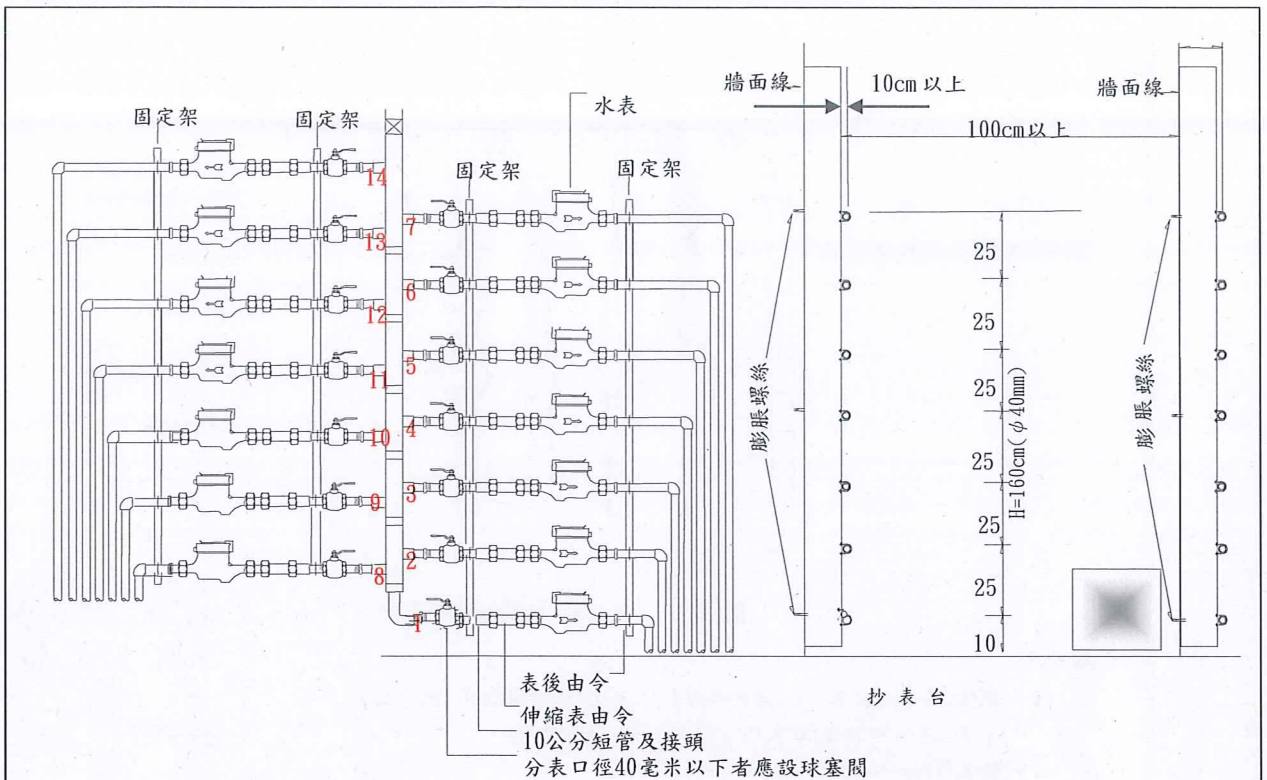 固定架
固定架
14
13
12
11
10
9
8
水表
固定架
固定架
7
6
5
4
3
2
1
表後由令
伸縮表由令
10公分短管及接頭
分表口徑40毫米以下者應設球塞閥
牆面線
10cm以上
100cm以上
牆面線
膨脹螺絲
25
25
25
25
25
25
10
H=160cm(φ40mm)
膨脹螺絲
抄表台